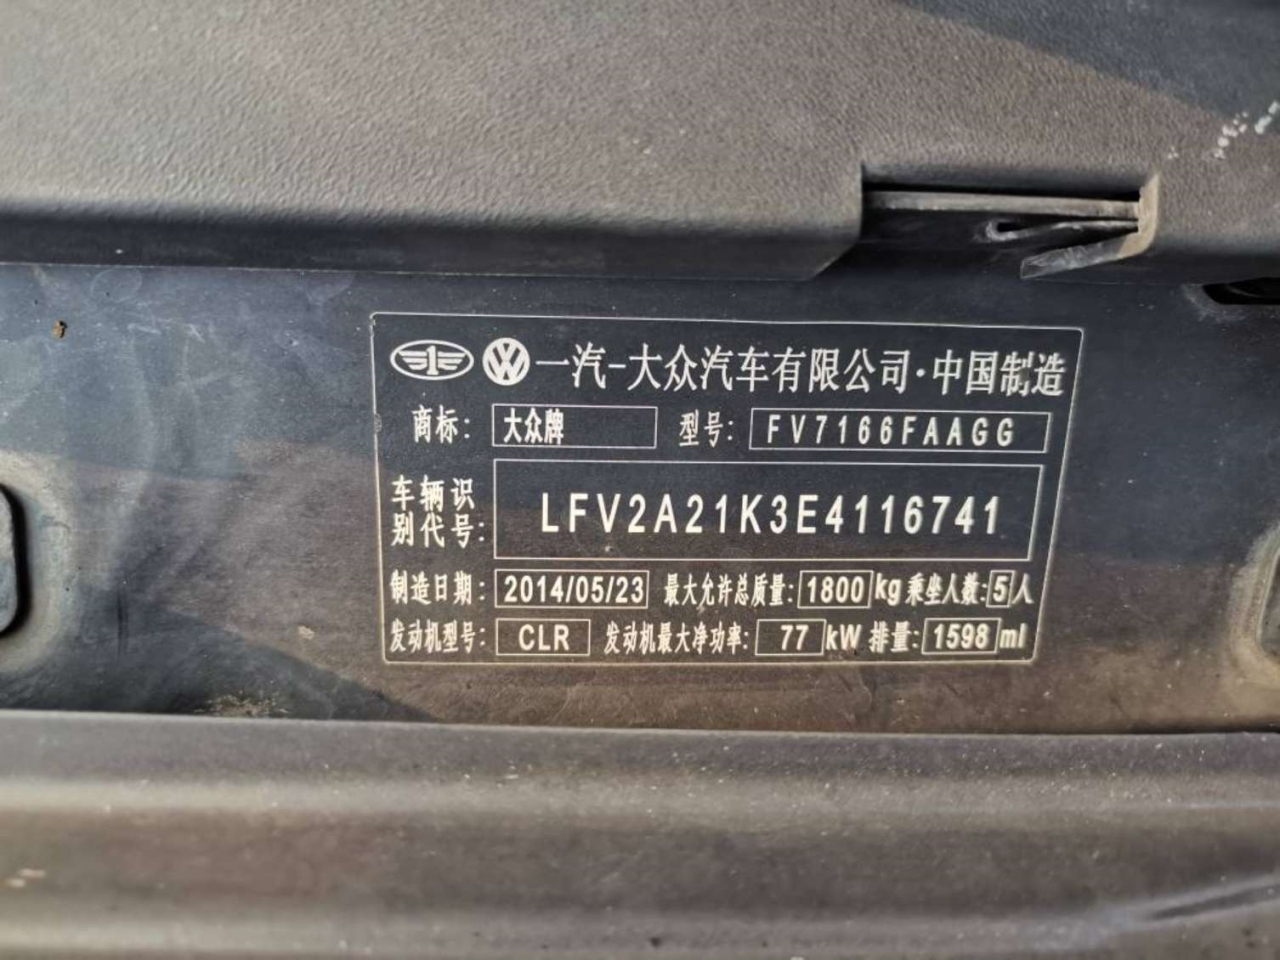 一汽-大众汽车有限公司·中国制造
商标: 大众牌 型号: FV7166FAAGG
车辆识别代号: LFV2A21K3E4116741
制造日期: 2014/05/23 最大允许总质量: 1800 kg 乘坐人数: 5 人
发动机型号: CLR 发动机最大净功率: 77 kW 排量: 1598 ml